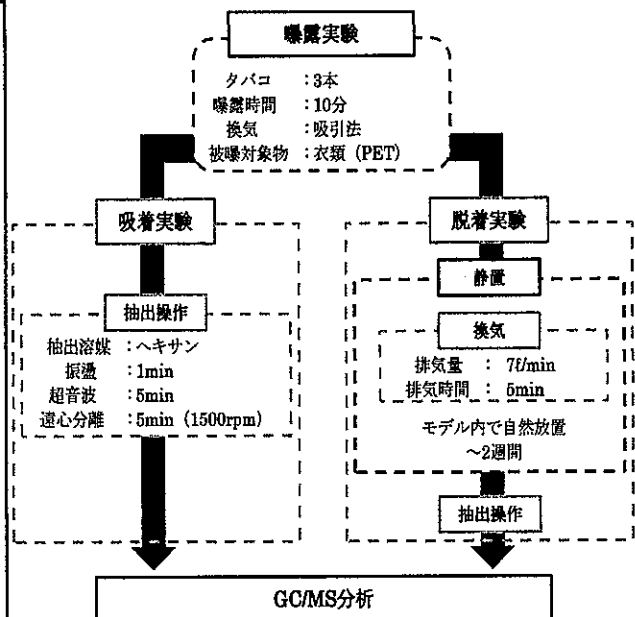 曝露実験
タバコ :3本
曝露時間 :10分
換気 :吸引法
被曝対象物 :衣類 (PET)
吸着実験
抽出操作
抽出溶媒 :ヘキサン
振盪 :1min
超音波 :5min
遠心分離 :5min (1500rpm)
脱着実験
静置
換気
排気量 : 7ℓ/min
排気時間 : 5min
モデル内で自然放置
~2週間
抽出操作
GC/MS分析